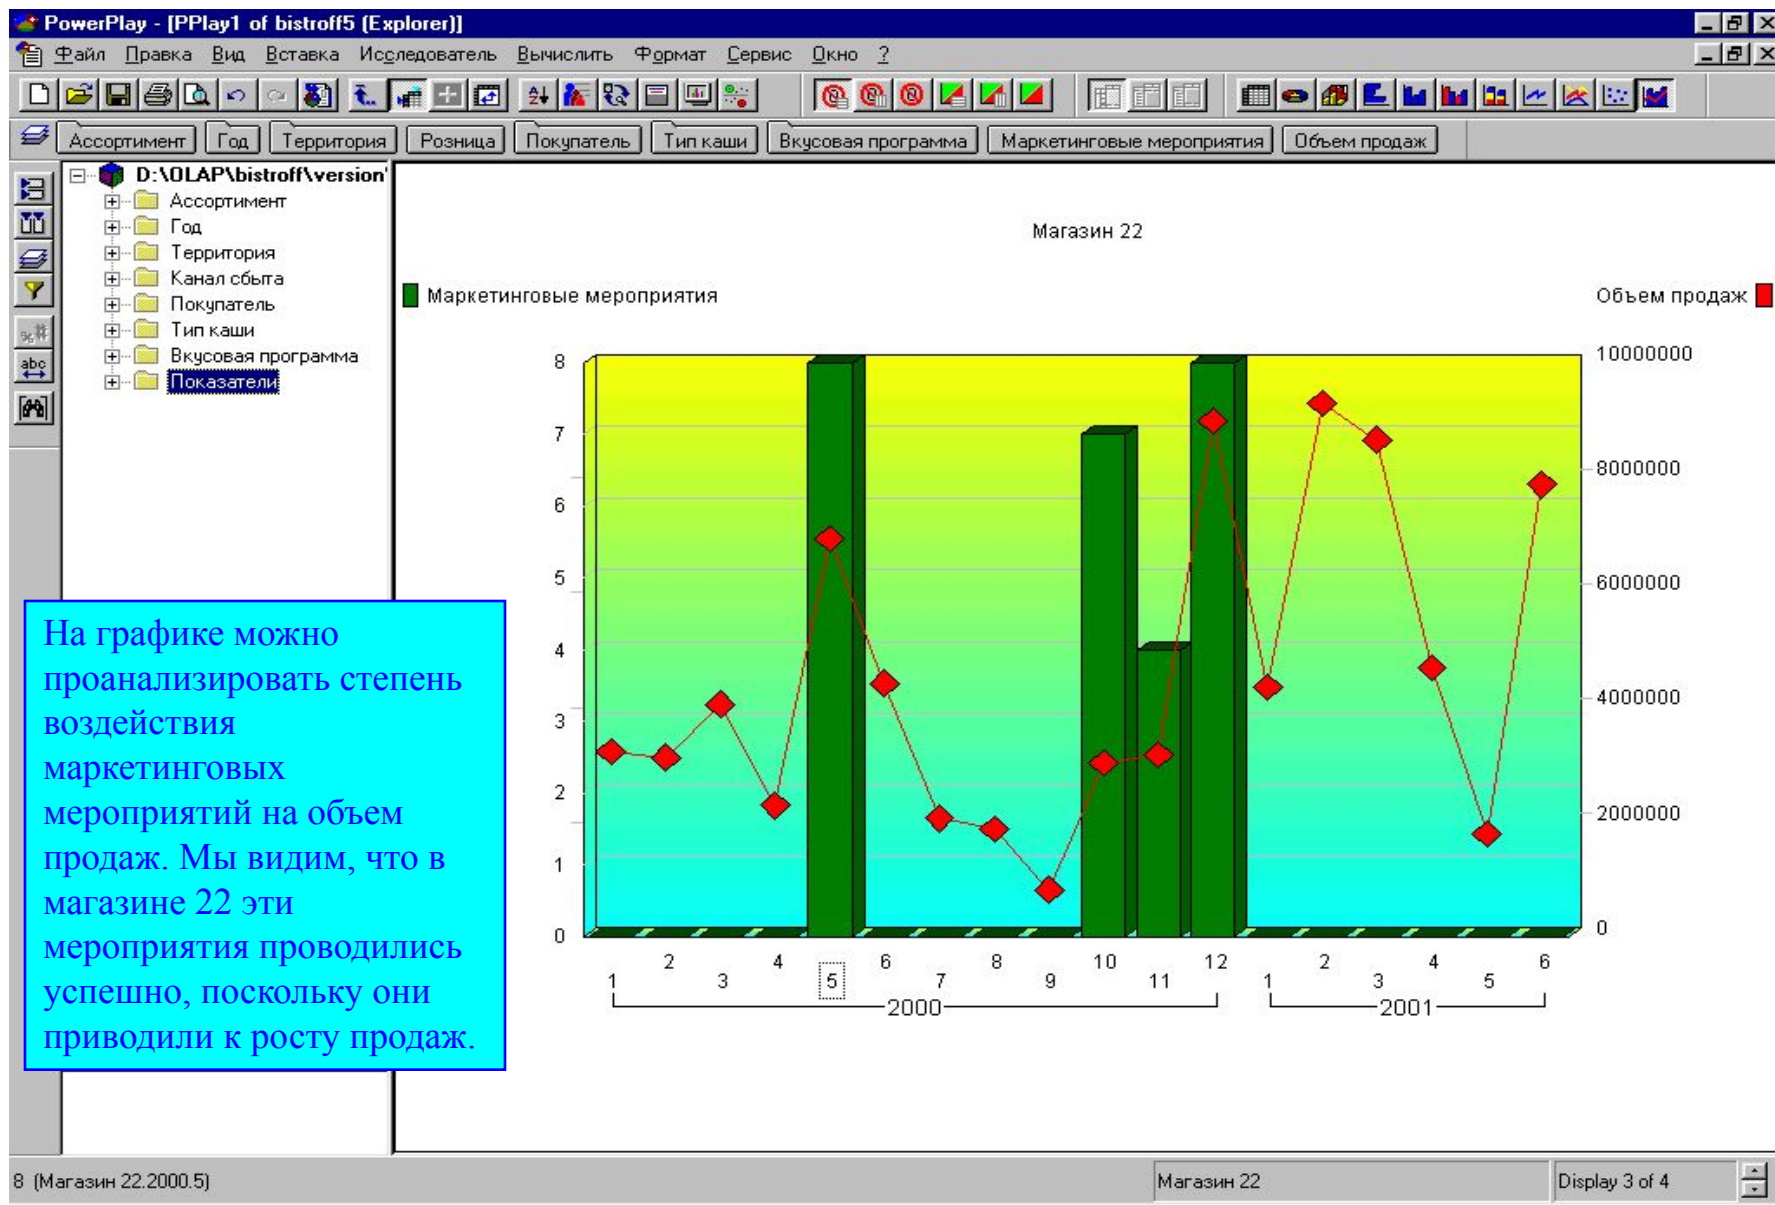 PowerPlay - [PPlay1 of bistroff5 (Explorer)]
Файл Правка Вид Вставка Исследователь Вычислить Формат Сервис Окно ?
Ассортимент Год Территория Розница Покупатель Тип каши Вкусовая программа Маркетинговые мероприятия Объем продаж
D:\OLAP\bistroff\version'
Ассортимент
Год
Территория
Канал сбыта
Покупатель
Тип каши
Вкусовая программа
Показатели
abc
Магазин 22
Маркетинговые мероприятия
Объем продаж
8
7
6
5
4
3
2
1
0
10000000
8000000
6000000
4000000
2000000
0
1 2 3 4 5 6 7 8 9 10 11 12 1 2 3 4 5 6
2000 2001
На графике можно
проанализировать степень
воздействия
маркетинговых
мероприятий на объем
продаж. Мы видим, что в
магазине 22 эти
мероприятия проводились
успешно, поскольку они
приводили к росту продаж.
8 (Магазин 22.2000.5)
Магазин 22
Display 3 of 4